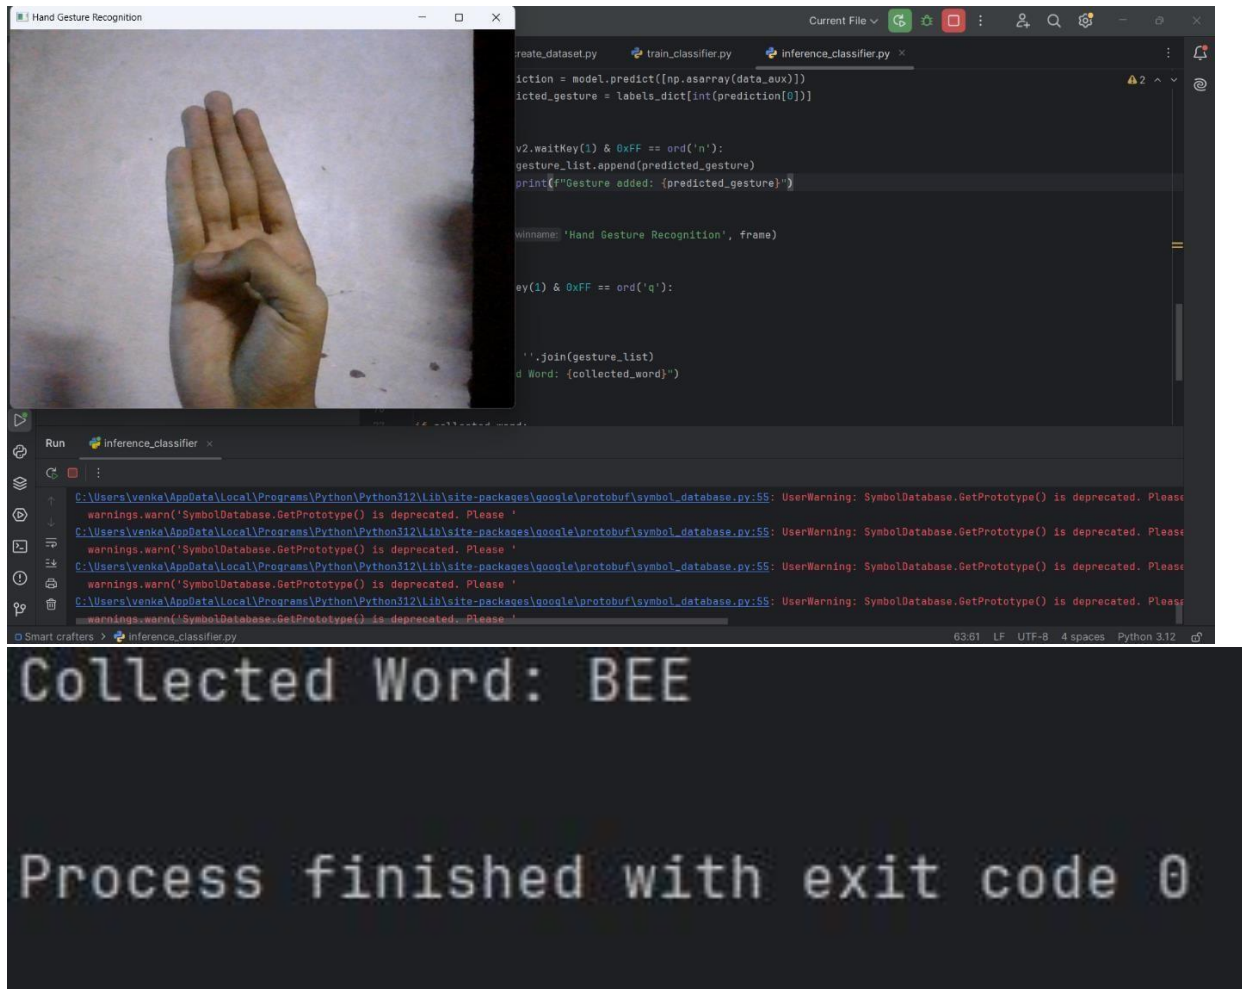 Hand Gesture Recognition
Current File
create_dataset.py train_classifier.py inference_classifier.py
iction = model.predict([np.asarray(data_aux)])
icted_gesture = labels_dict[int(prediction[0])]
2
v2.waitKey(1) & 0xFF == ord('n'):
gesture_list.append(predicted_gesture)
print(f"Gesture added: {predicted_gesture}")
winname: 'Hand Gesture Recognition', frame)
ey(1) & 0xFF == ord('q'):
''.join(gesture_list)
d Word: {collected_word}")
if collected_word:
Run inference_classifier
C:\Users\venka\AppData\Local\Programs\Python\Python312\Lib\site-packages\google\protobuf\symbol_database.py:55: UserWarning: SymbolDatabase.GetPrototype() is deprecated. Please
warnings.warn('SymbolDatabase.GetPrototype() is deprecated. Please '
C:\Users\venka\AppData\Local\Programs\Python\Python312\Lib\site-packages\google\protobuf\symbol_database.py:55: UserWarning: SymbolDatabase.GetPrototype() is deprecated. Please
warnings.warn('SymbolDatabase.GetPrototype() is deprecated. Please '
C:\Users\venka\AppData\Local\Programs\Python\Python312\Lib\site-packages\google\protobuf\symbol_database.py:55: UserWarning: SymbolDatabase.GetPrototype() is deprecated. Please
warnings.warn('SymbolDatabase.GetPrototype() is deprecated. Please '
C:\Users\venka\AppData\Local\Programs\Python\Python312\Lib\site-packages\google\protobuf\symbol_database.py:55: UserWarning: SymbolDatabase.GetPrototype() is deprecated. Please
warnings.warn('SymbolDatabase.GetPrototype() is deprecated. Please '
Smart crafters > inference_classifier.py 63:61 LF UTF-8 4 spaces Python 3.12
Collected Word: BEE
Process finished with exit code 0